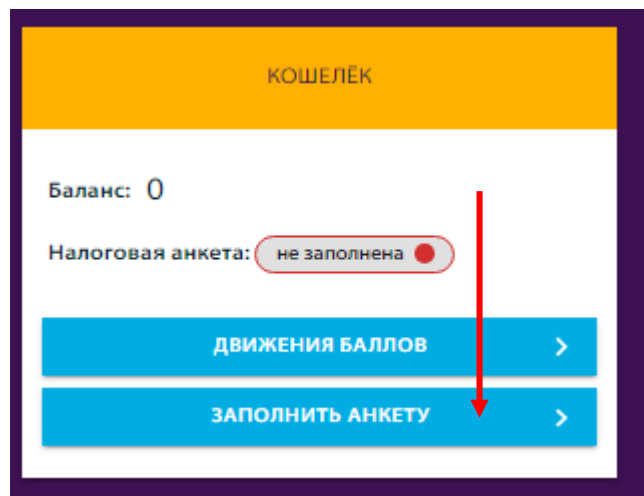 КОШЕЛЁК
Баланс: 0
Налоговая анкета: не заполнена
ДВИЖЕНИЯ БАЛЛОВ
ЗАПОЛНИТЬ АНКЕТУ